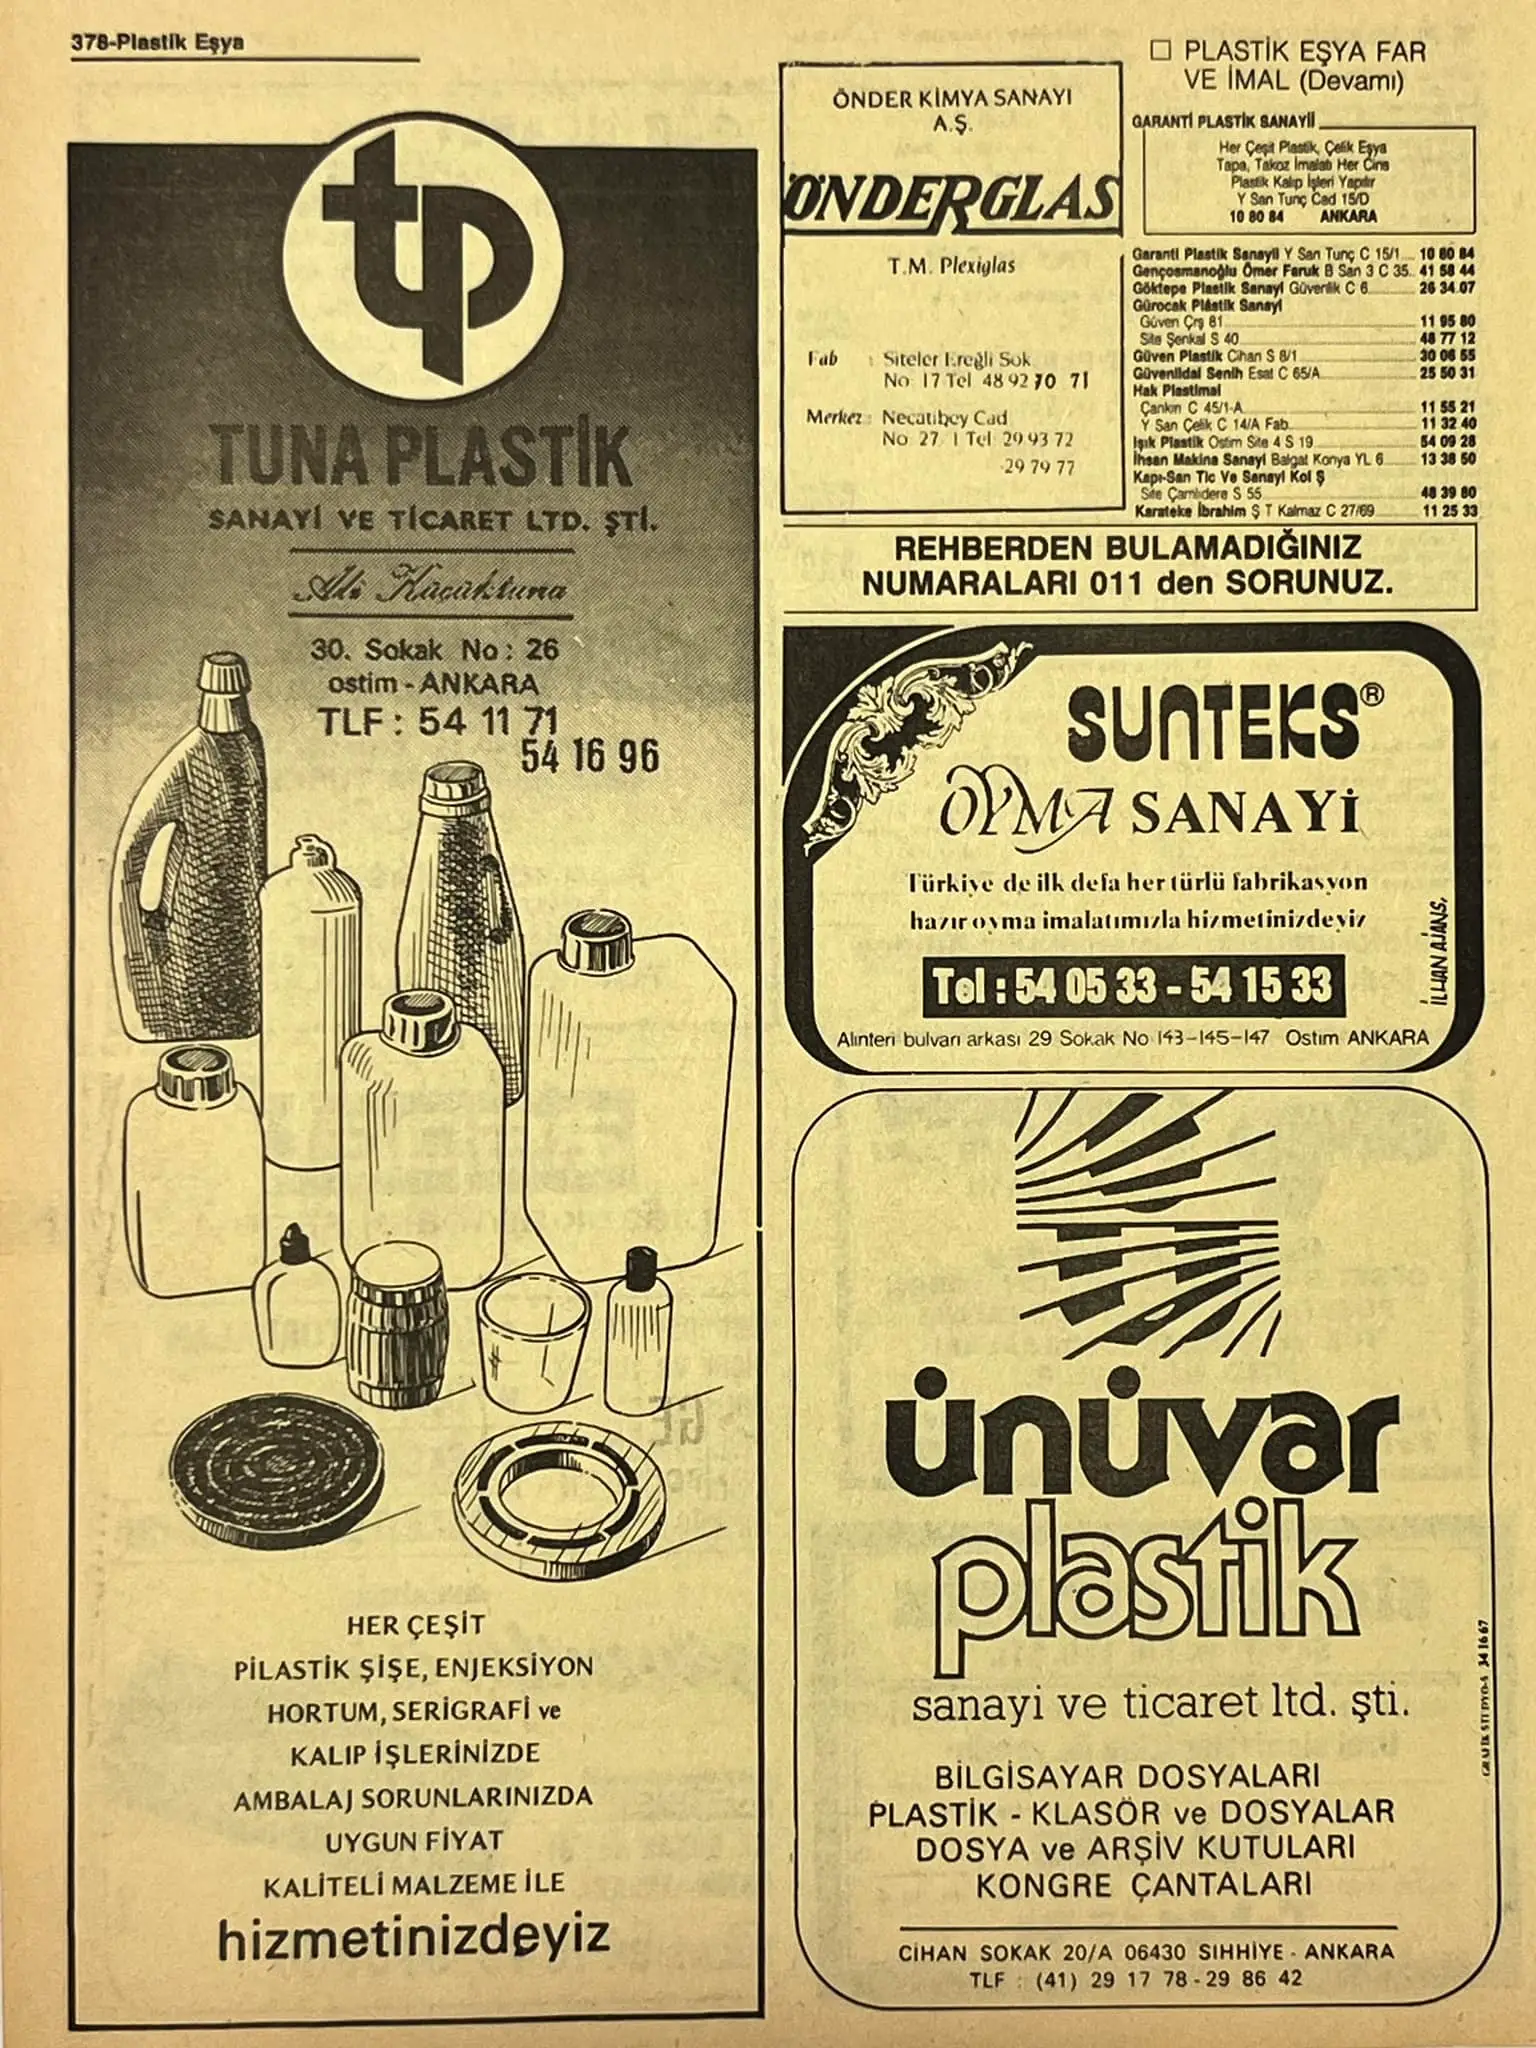 378-Plastik Eşya
tp
TUNA PLASTİK
SANAYİ VE TİCARET LTD. ŞTİ.
Ali Küçüktuna
30. Sokak No: 26
ostim - ANKARA
TLF: 54 11 71
54 16 96
HER ÇEŞİT
PİLASTİK ŞİŞE, ENJEKSİYON
HORTUM, SERİGRAFİ ve
KALIP İŞLERİNİZDE
AMBALAJ SORUNLARINIZDA
UYGUN FİYAT
KALİTELİ MALZEME İLE
hizmetinizdeyiz
ÖNDER KİMYA SANAYI
A.Ş.
ÖNDERGLAS
T.M. Plexiglas
Fab : Siteler Ereğli Sok
No 17 Tel 48 92 70 71
Merkez : Necatibey Cad
No 27 1 Tel 29 93 72
29 79 77
□ PLASTİK EŞYA FAR
VE İMAL (Devamı)
GARANTİ PLASTİK SANAYİİ
Her Çeşit Plastik, Çelik Eşya
Tapa, Takoz İmalatı Her Cins
Plastik Kalıp İşleri Yapılır
Y San Tunç Cad 15/D
10 80 84 ANKARA
Garanti Plastik Sanayii Y San Tunç C 15/1 10 80 84
Gençosmanoğlu Ömer Faruk B San 3 C 35 41 58 44
Göktepe Plastik Sanayi Güvenlik C 6 26 34 07
Gürocak Plâstik Sanayi
Güven Çrş 81 11 95 80
Site Şenkal S 40 48 77 12
Güven Plastik Cihan S 8/1 30 06 55
Güvenildal Senih Esat C 65/A 25 50 31
Hak Plastimal
Çankırı C 45/1-A 11 55 21
Y San Çelik C 14/A Fab 11 32 40
Işık Plastik Ostim Site 4 S 19 54 09 28
İhsan Makina Sanayi Balgat Konya YL 6 13 38 50
Kapı-San Tic Ve Sanayi Kol Ş
Site Çamlıdere S 55 48 39 80
Karateke İbrahim Ş T Kalmaz C 27/69 11 25 33
REHBERDEN BULAMADIĞINIZ
NUMARALARI 011 den SORUNUZ.
SUNTEKS®
OYMA SANAYİ
Türkiye de ilk defa her türlü fabrikasyon
hazır oyma imalatımızla hizmetinizdeyiz
Tel : 54 05 33 - 54 15 33
Alınteri bulvarı arkası 29 Sokak No 143-145-147 Ostim ANKARA
İLHAN AJANS.
ünüvar
plastik
sanayi ve ticaret ltd. şti.
BİLGİSAYAR DOSYALARI
PLASTİK - KLASÖR ve DOSYALAR
DOSYA ve ARŞİV KUTULARI
KONGRE ÇANTALARI
CİHAN SOKAK 20/A 06430 SIHHİYE - ANKARA
TLF : (41) 29 17 78 - 29 86 42
GRAFİK STUDYO-A 34 16 67